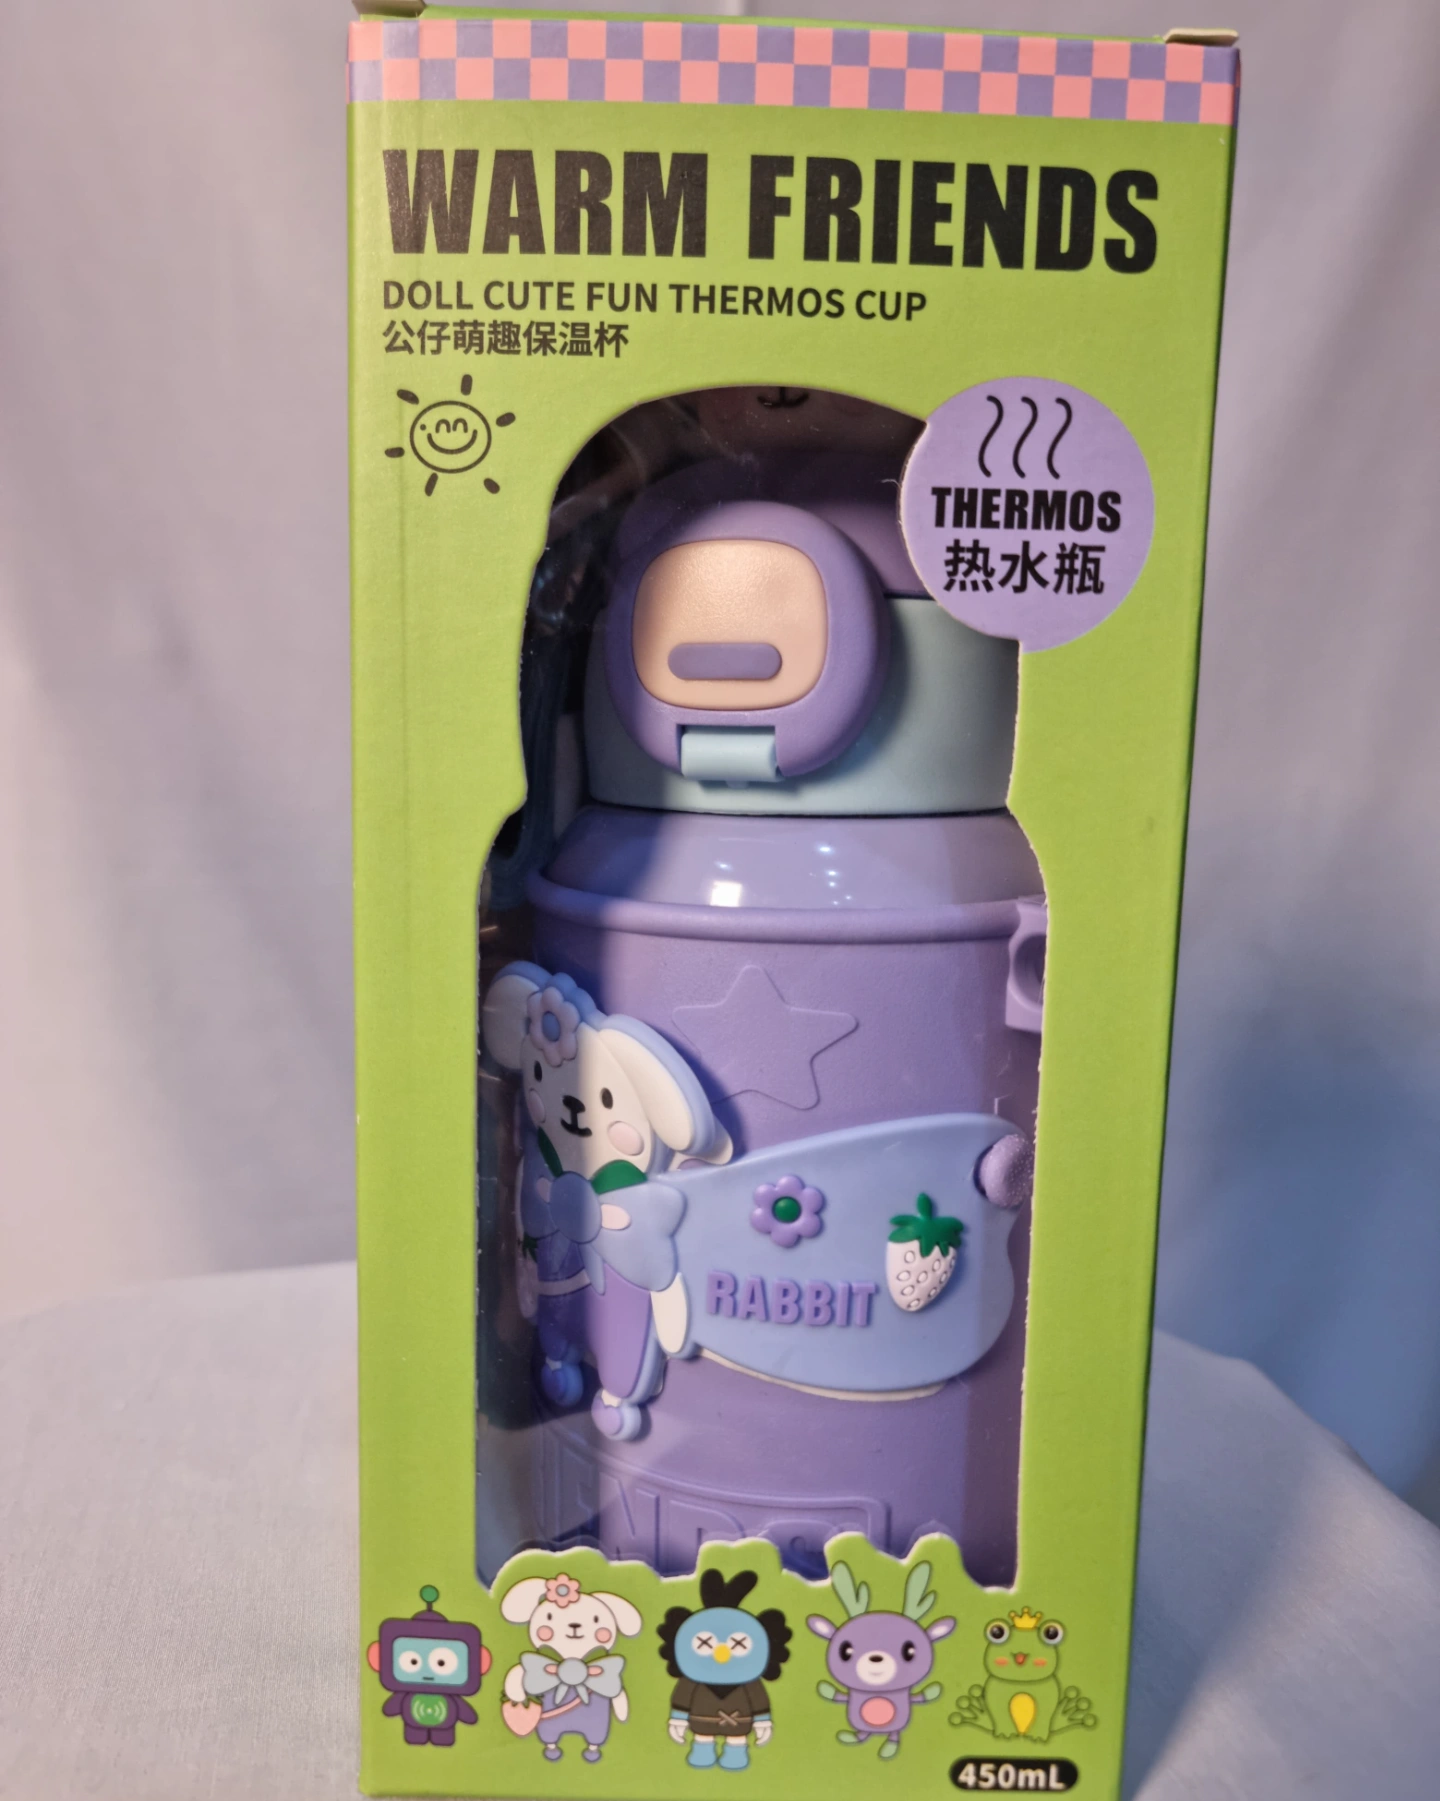 WARM FRIENDS
DOLL CUTE FUN THERMOS CUP
公仔萌趣保温杯
THERMOS
热水瓶
RABBIT
450mL